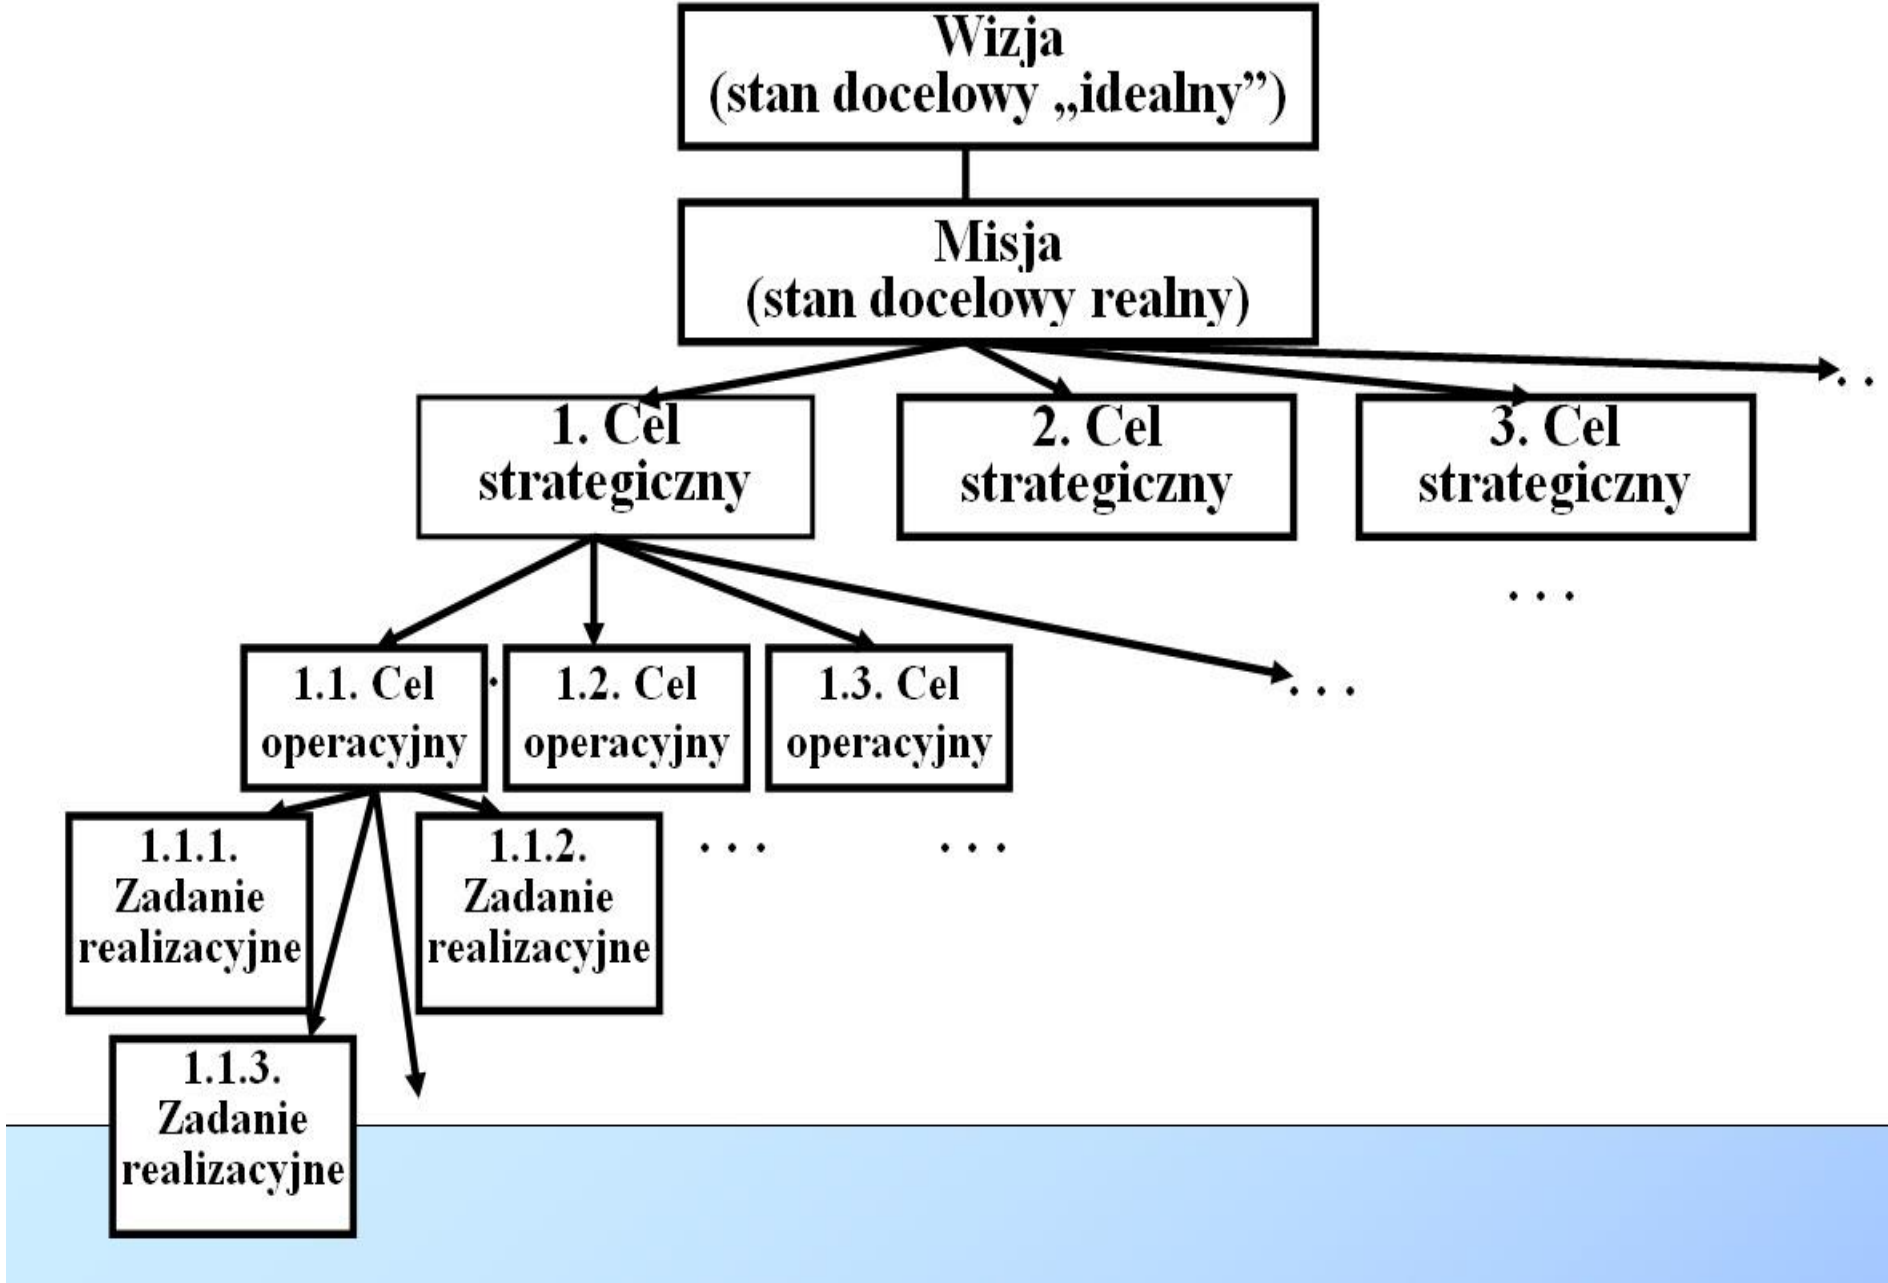 Wizja
(stan docelowy „idealny”)
Misja
(stan docelowy realny)
. .
1. Cel
strategiczny
2. Cel
strategiczny
3. Cel
strategiczny
. . .
1.1. Cel
operacyjny
.
1.2. Cel
operacyjny
1.3. Cel
operacyjny
. . .
1.1.1.
Zadanie
realizacyjne
1.1.2.
Zadanie
realizacyjne
. . .
. . .
1.1.3.
Zadanie
realizacyjne